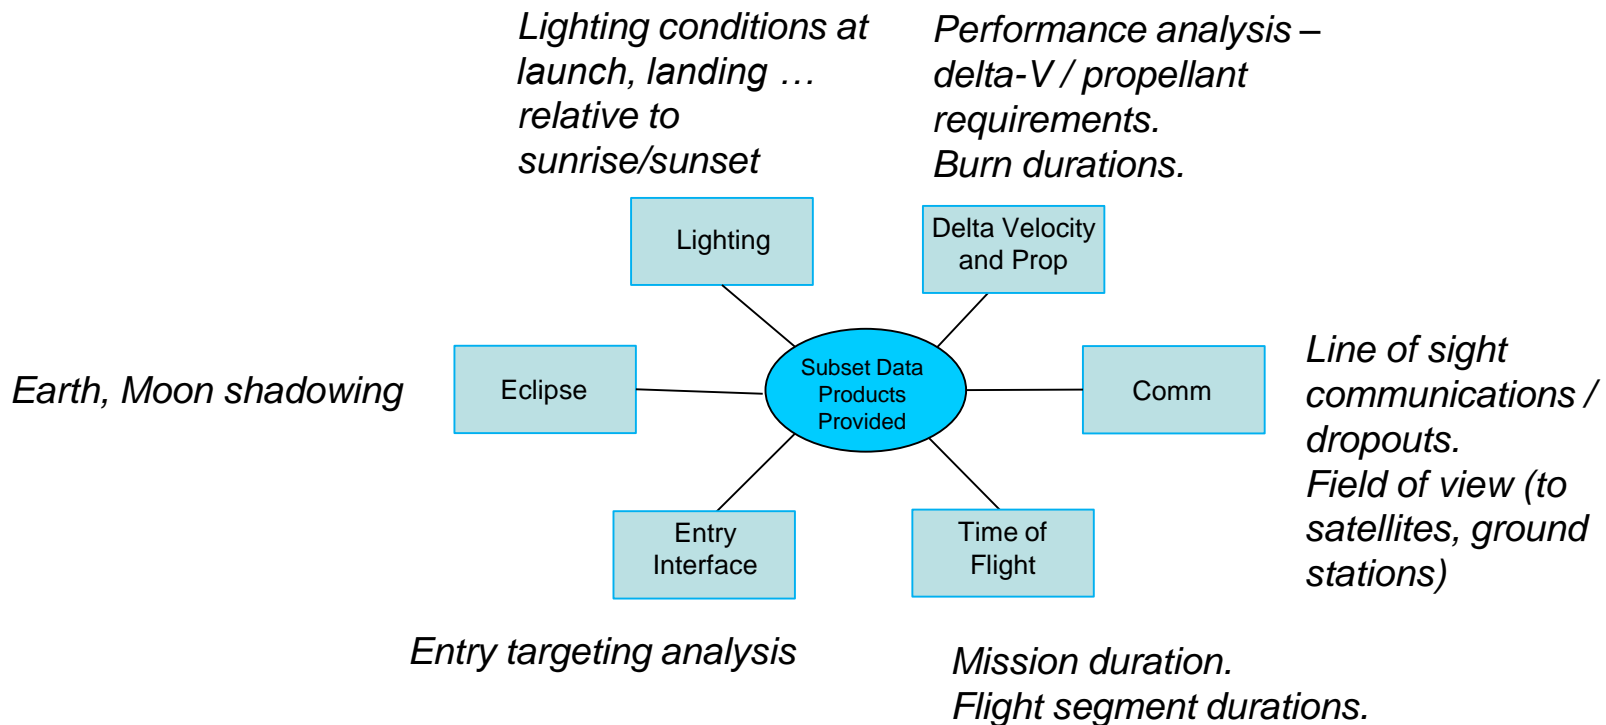 Lighting conditions at
launch, landing …
relative to
sunrise/sunset
Performance analysis –
delta-V / propellant
requirements.
Burn durations.
Lighting
Delta Velocity
and Prop
Earth, Moon shadowing
Eclipse
Subset Data
Products
Provided
Comm
Line of sight
communications /
dropouts.
Field of view (to
satellites, ground
stations)
Entry
Interface
Time of
Flight
Entry targeting analysis
Mission duration.
Flight segment durations.